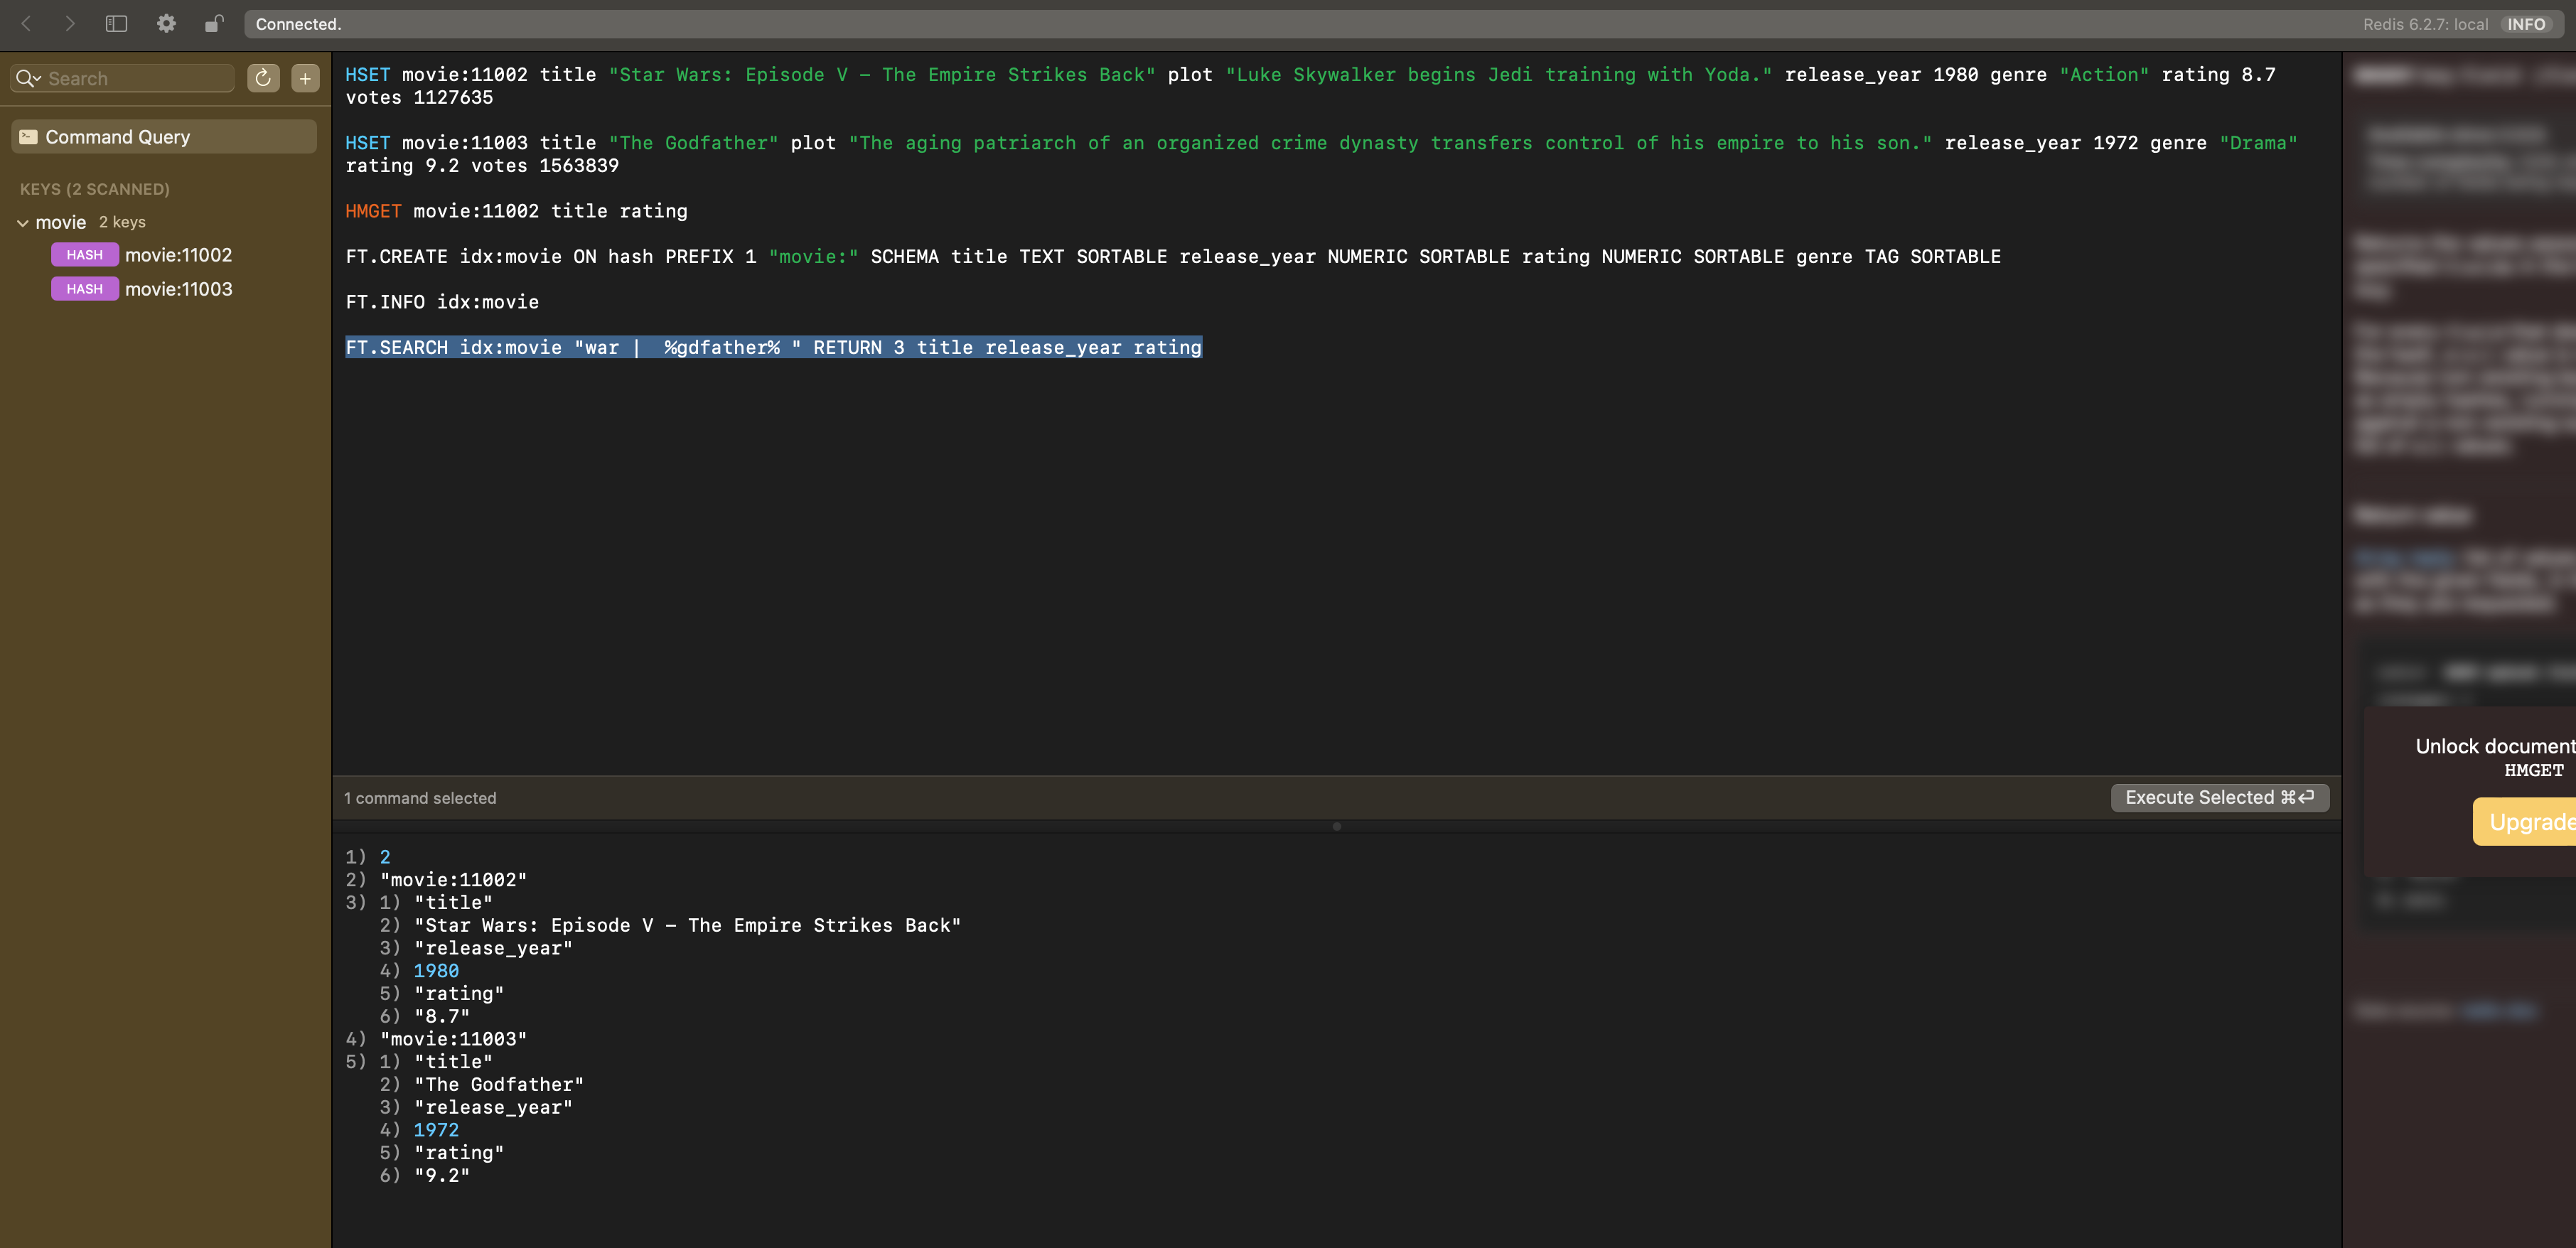 Connected.
Redis 6.2.7: local INFO
Search
Command Query
KEYS (2 SCANNED)
movie 2 keys
HASH movie:11002
HASH movie:11003
HSET movie:11002 title "Star Wars: Episode V – The Empire Strikes Back" plot "Luke Skywalker begins Jedi training with Yoda." release_year 1980 genre "Action" rating 8.7
votes 1127635
HSET movie:11003 title "The Godfather" plot "The aging patriarch of an organized crime dynasty transfers control of his empire to his son." release_year 1972 genre "Drama"
rating 9.2 votes 1563839
HMGET movie:11002 title rating
FT.CREATE idx:movie ON hash PREFIX 1 "movie:" SCHEMA title TEXT SORTABLE release_year NUMERIC SORTABLE rating NUMERIC SORTABLE genre TAG SORTABLE
FT.INFO idx:movie
FT.SEARCH idx:movie "war |  %gdfather% " RETURN 3 title release_year rating
1 command selected
Execute Selected ⌘↩
1) 2
2) "movie:11002"
3) 1) "title"
2) "Star Wars: Episode V – The Empire Strikes Back"
3) "release_year"
4) 1980
5) "rating"
6) "8.7"
4) "movie:11003"
5) 1) "title"
2) "The Godfather"
3) "release_year"
4) 1972
5) "rating"
6) "9.2"
Unlock document
HMGET
Upgrade